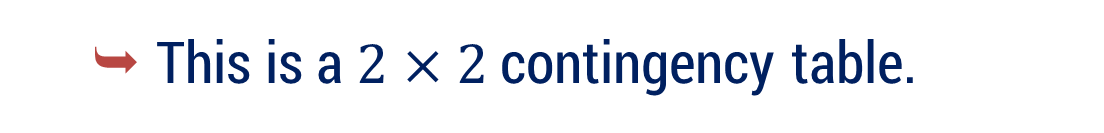 ➥ This is a 2 × 2 contingency table.